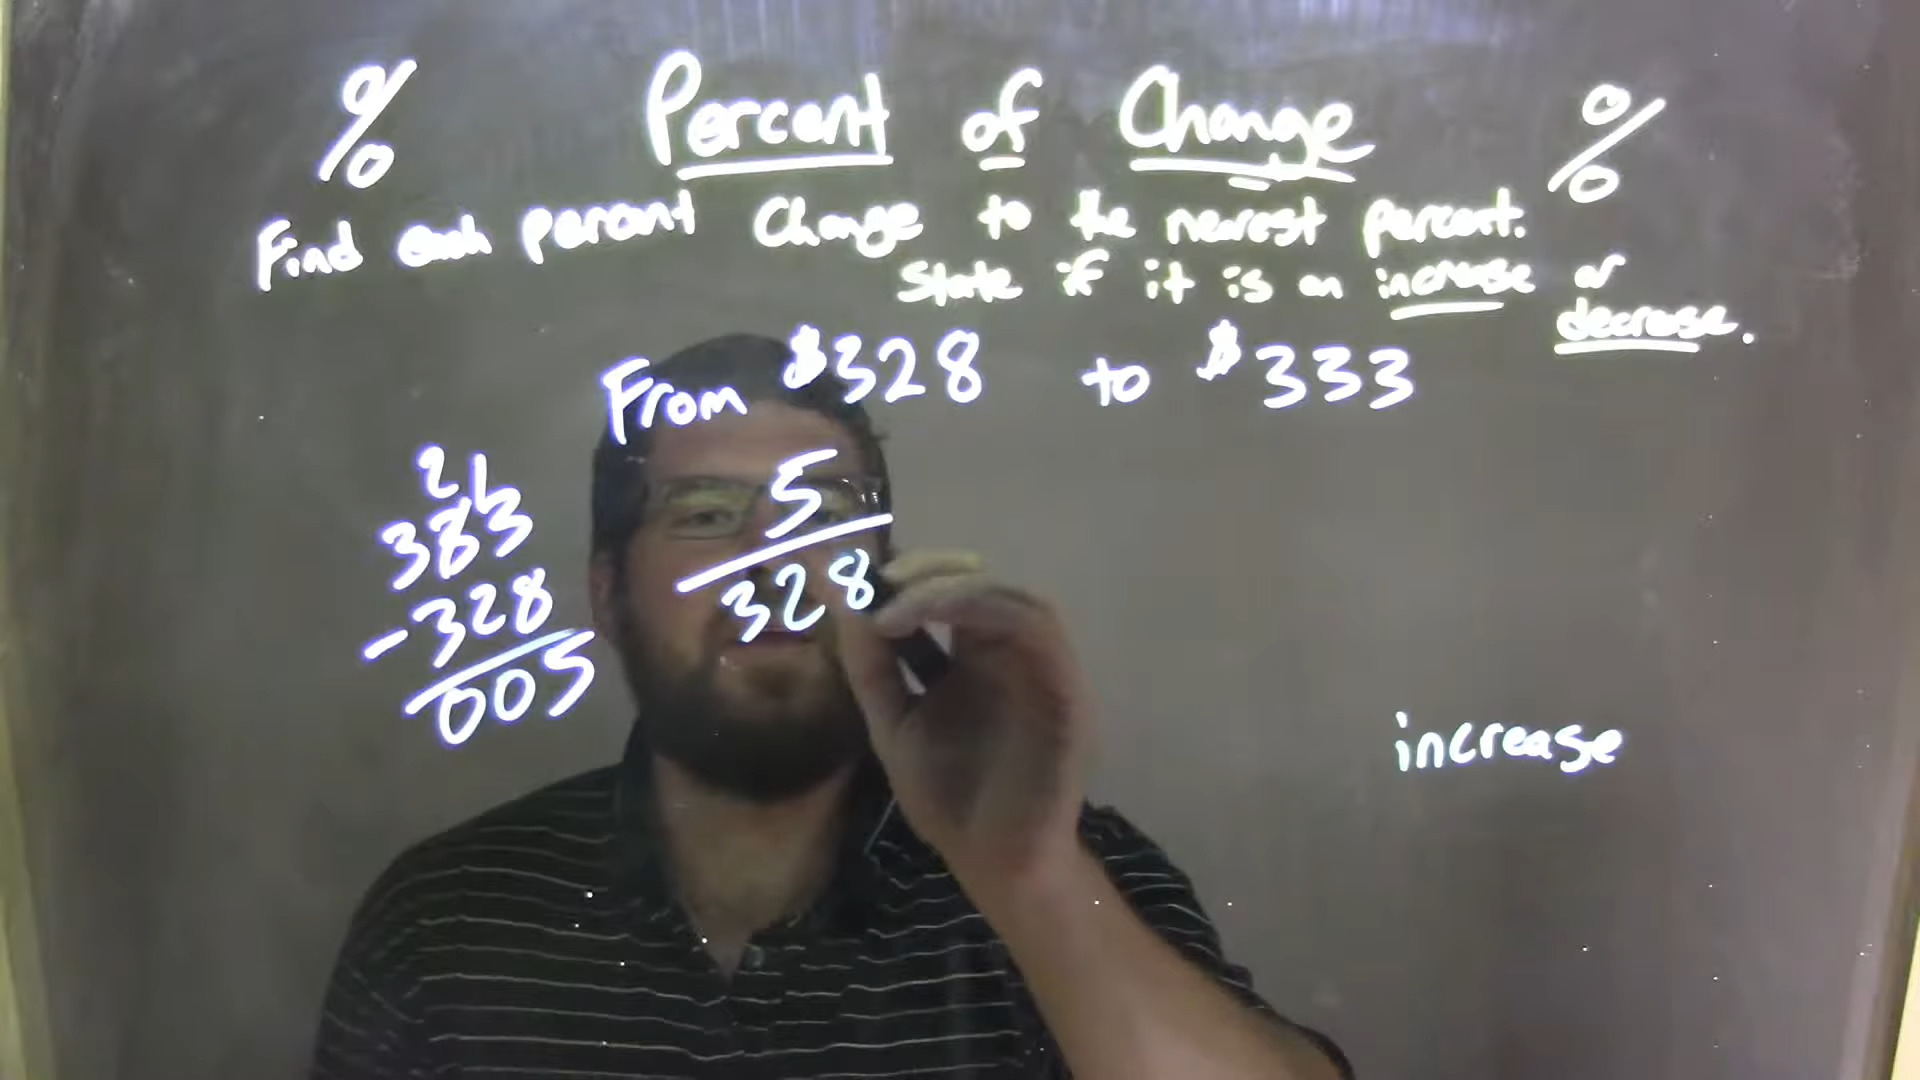 % Percent of Change %
Find each percent Change to the nearest percent.
State if it is an increase or
decrease.
From $328 to $333
2 1
333
-328
005
5
328
increase